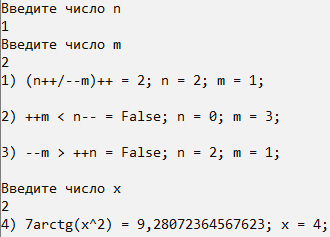 Введите число n
1
Введите число m
2
1) (n++/--m)++ = 2; n = 2; m = 1;
2) ++m < n-- = False; n = 0; m = 3;
3) --m > ++n = False; n = 2; m = 1;
Введите число x
2
4) 7arctg(x^2) = 9,28072364567623; x = 4;